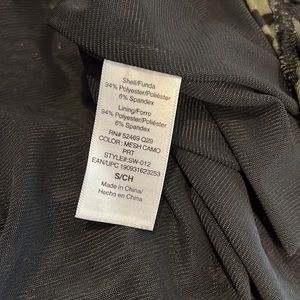 Shell/Funda
94% Polyester/Poliéster
6% Spandex
Lining/Forro
94% Polyester/Poliéster
6% Spandex
RN# 52469 Q29
COLOR : MESH CAMO
PRT
STYLE#:SW-012
EAN/UPC 190931623253
S/CH
Made in China/
Hecho en China